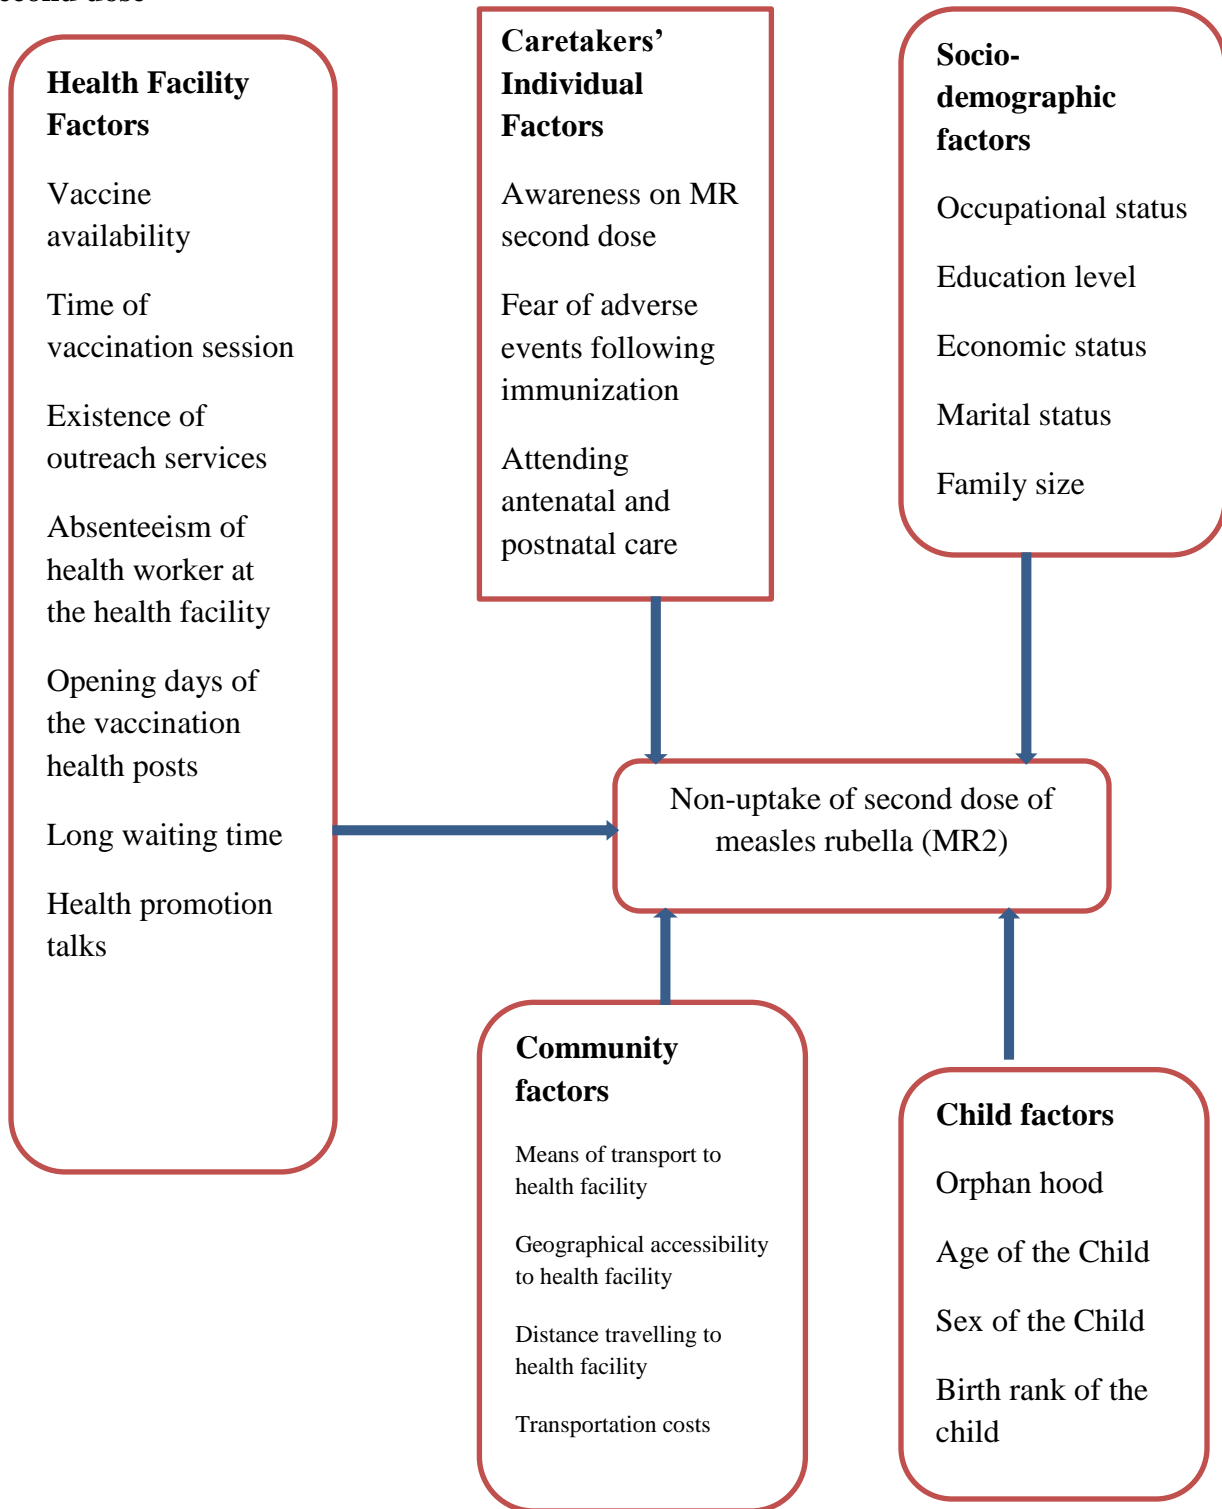 second dose
Health Facility
Factors
Vaccine
availability
Time of
vaccination session
Existence of
outreach services
Absenteeism of
health worker at
the health facility
Opening days of
the vaccination
health posts
Long waiting time
Health promotion
talks
Caretakers’
Individual
Factors
Awareness on MR
second dose
Fear of adverse
events following
immunization
Attending
antenatal and
postnatal care
Socio-
demographic
factors
Occupational status
Education level
Economic status
Marital status
Family size
Non-uptake of second dose of
measles rubella (MR2)
Community
factors
Means of transport to
health facility
Geographical accessibility
to health facility
Distance travelling to
health facility
Transportation costs
Child factors
Orphan hood
Age of the Child
Sex of the Child
Birth rank of the
child